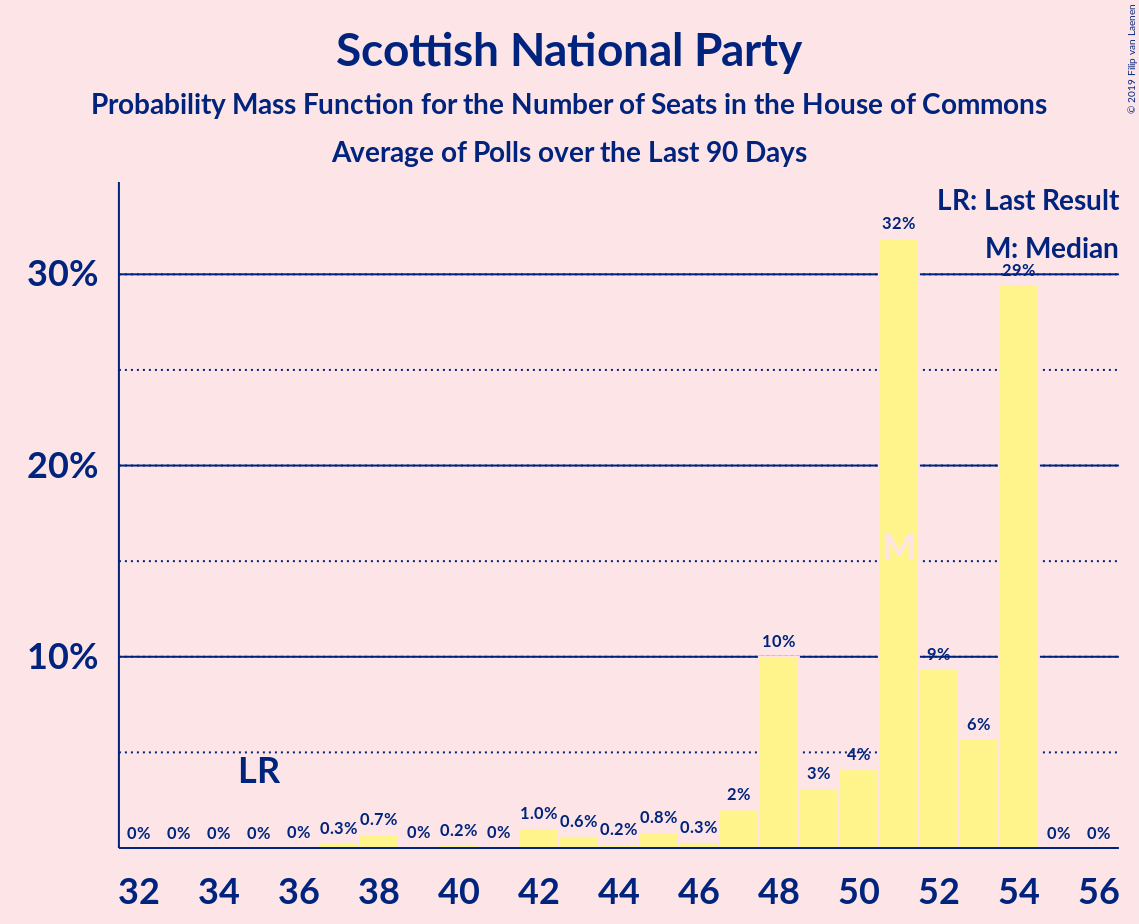 Scottish National Party
Probability Mass Function for the Number of Seats in the House of Commons
Average of Polls over the Last 90 Days
© 2019 Filip van Laenen
LR: Last Result
M: Median
30%
20%
10%
LR
M
0% 0% 0% 0% 0% 0.3% 0.7% 0% 0.2% 0% 1.0% 0.6% 0.2% 0.8% 0.3% 2% 10% 3% 4% 32% 9% 6% 29% 0% 0%
32 34 36 38 40 42 44 46 48 50 52 54 56